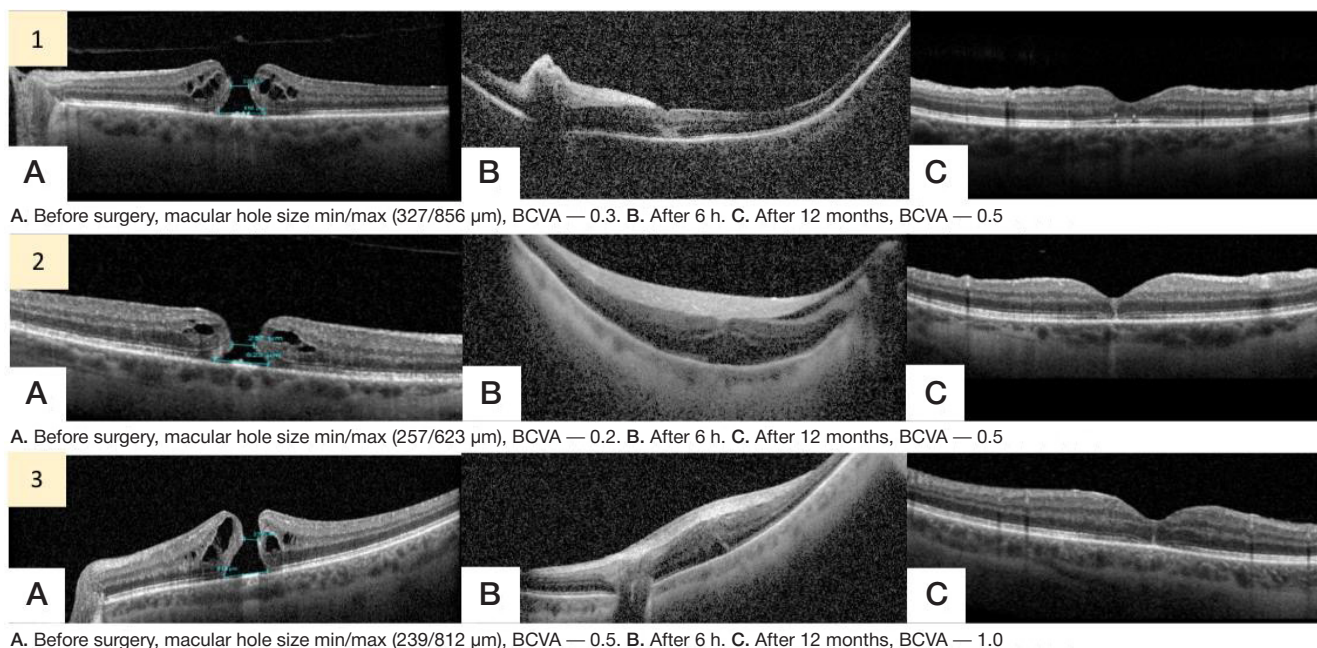 1
A
B
C
A. Before surgery, macular hole size min/max (327/856 µm), BCVA — 0.3. B. After 6 h. C. After 12 months, BCVA — 0.5
2
A
B
C
A. Before surgery, macular hole size min/max (257/623 µm), BCVA — 0.2. B. After 6 h. C. After 12 months, BCVA — 0.5
3
A
B
C
A. Before surgery, macular hole size min/max (239/812 µm), BCVA — 0.5. B. After 6 h. C. After 12 months, BCVA — 1.0